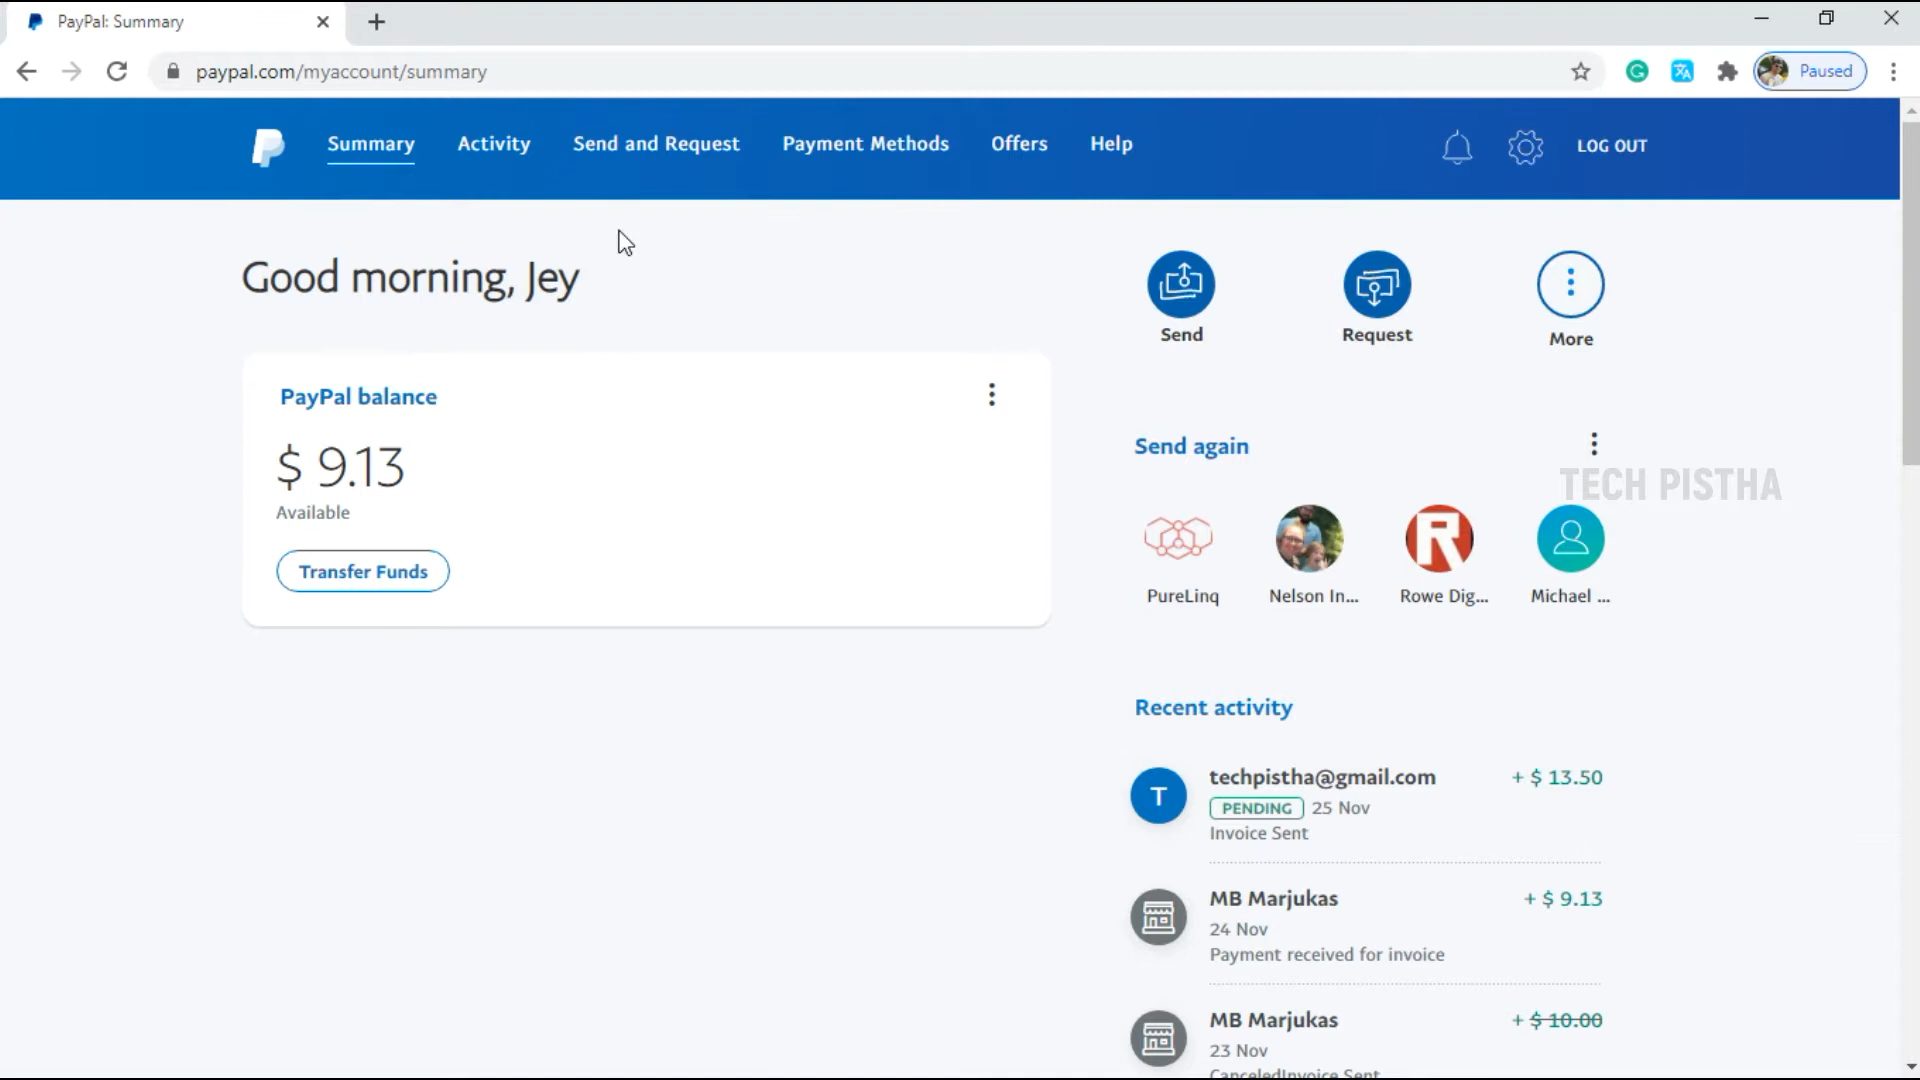 PayPal: Summary
paypal.com/myaccount/summary
Paused
Summary
Activity
Send and Request
Payment Methods
Offers
Help
LOG OUT
Good morning, Jey
Send
Request
More
PayPal balance
$ 9.13
Available
Transfer Funds
Send again
TECH PISTHA
PureLinq
Nelson In...
Rowe Dig...
Michael ...
Recent activity
T
techpistha@gmail.com
+ $ 13.50
PENDING 25 Nov
Invoice Sent
MB Marjukas
+ $ 9.13
24 Nov
Payment received for invoice
MB Marjukas
+ $ 10.00
23 Nov
CanceledInvoice Sent